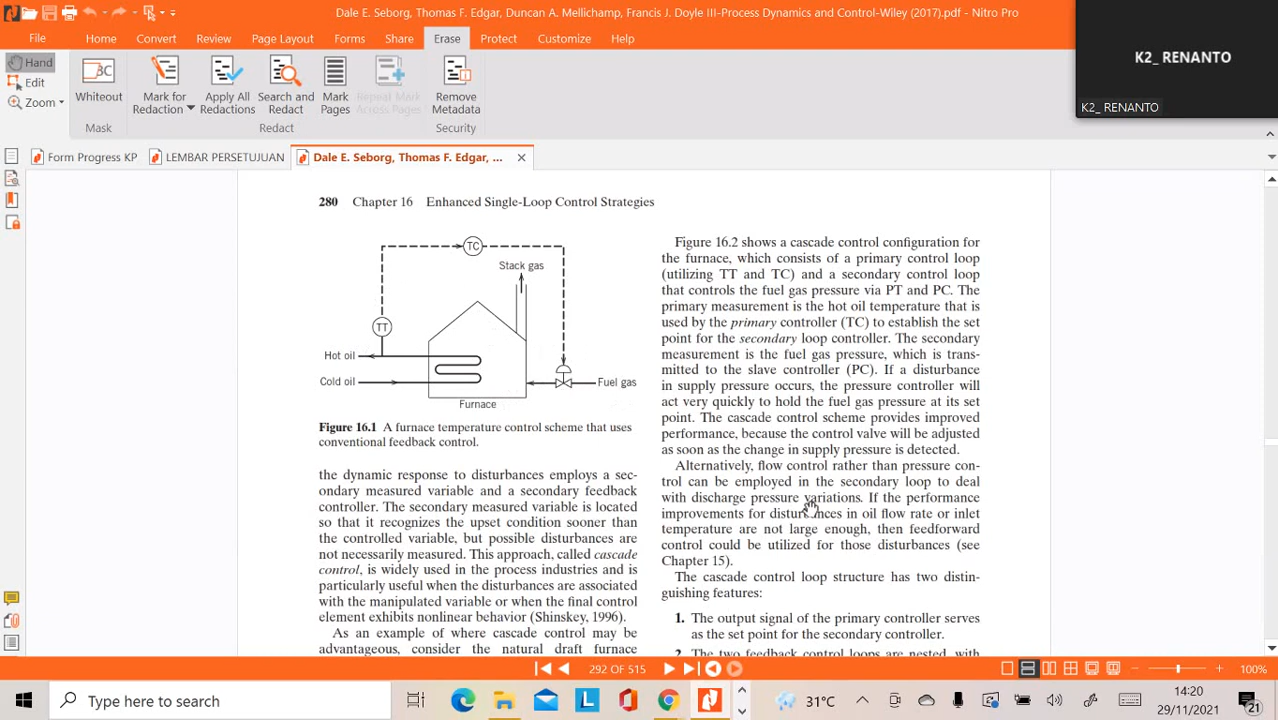 Dale E. Seborg, Thomas F. Edgar, Duncan A. Mellichamp, Francis J. Doyle III-Process Dynamics and Control-Wiley (2017).pdf - Nitro Pro
K2_ RENANTO
K2_ RENANTO
File Home Convert Review Page Layout Forms Share Erase Protect Customize Help
Hand
Edit
Zoom
Whiteout
Mark for Redaction
Apply All Redactions
Search and Redact
Mark Pages
Repeat Mark Across Pages
Remove Metadata
Mask Redact Security
Form Progress KP LEMBAR PERSETUJUAN Dale E. Seborg, Thomas F. Edgar, ...
280 Chapter 16 Enhanced Single-Loop Control Strategies
TC
Stack gas
TT
Hot oil
Cold oil
Fuel gas
Furnace
Figure 16.1 A furnace temperature control scheme that uses
conventional feedback control.
the dynamic response to disturbances employs a sec-
ondary measured variable and a secondary feedback
controller. The secondary measured variable is located
so that it recognizes the upset condition sooner than
the controlled variable, but possible disturbances are
not necessarily measured. This approach, called cascade
control, is widely used in the process industries and is
particularly useful when the disturbances are associated
with the manipulated variable or when the final control
element exhibits nonlinear behavior (Shinskey, 1996).
As an example of where cascade control may be
advantageous, consider the natural draft furnace
Figure 16.2 shows a cascade control configuration for
the furnace, which consists of a primary control loop
(utilizing TT and TC) and a secondary control loop
that controls the fuel gas pressure via PT and PC. The
primary measurement is the hot oil temperature that is
used by the primary controller (TC) to establish the set
point for the secondary loop controller. The secondary
measurement is the fuel gas pressure, which is trans-
mitted to the slave controller (PC). If a disturbance
in supply pressure occurs, the pressure controller will
act very quickly to hold the fuel gas pressure at its set
point. The cascade control scheme provides improved
performance, because the control valve will be adjusted
as soon as the change in supply pressure is detected.
Alternatively, flow control rather than pressure con-
trol can be employed in the secondary loop to deal
with discharge pressure variations. If the performance
improvements for disturbances in oil flow rate or inlet
temperature are not large enough, then feedforward
control could be utilized for those disturbances (see
Chapter 15).
The cascade control loop structure has two distin-
guishing features:
1. The output signal of the primary controller serves
as the set point for the secondary controller.
2. The two feedback control loops are nested, with
292 OF 515
100%
Type here to search
31°C
14:20
29/11/2021
21